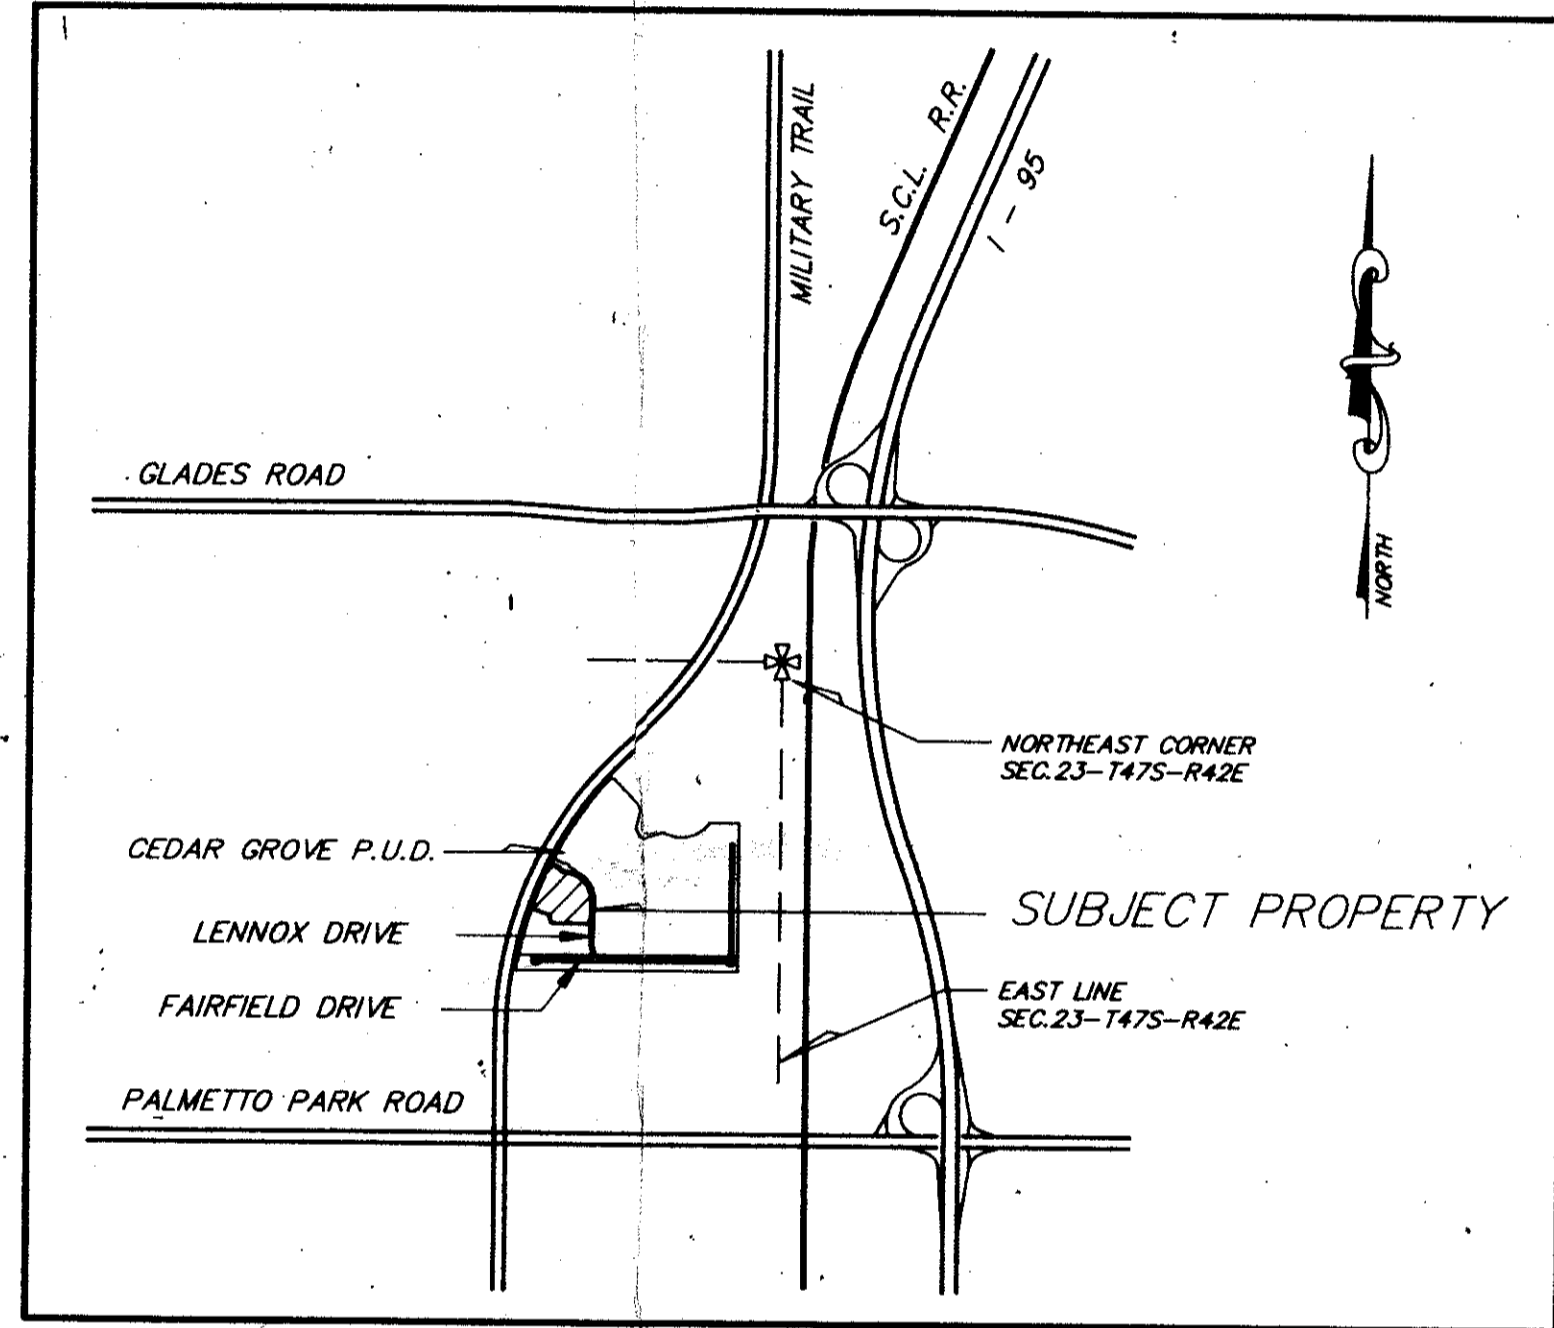 MILITARY TRAIL
S.C.L. R.R.
I - 95
GLADES ROAD
NORTH
NORTHEAST CORNER
SEC.23-T47S-R42E
CEDAR GROVE P.U.D.
SUBJECT PROPERTY
LENNOX DRIVE
EAST LINE
SEC.23-T47S-R42E
FAIRFIELD DRIVE
PALMETTO PARK ROAD